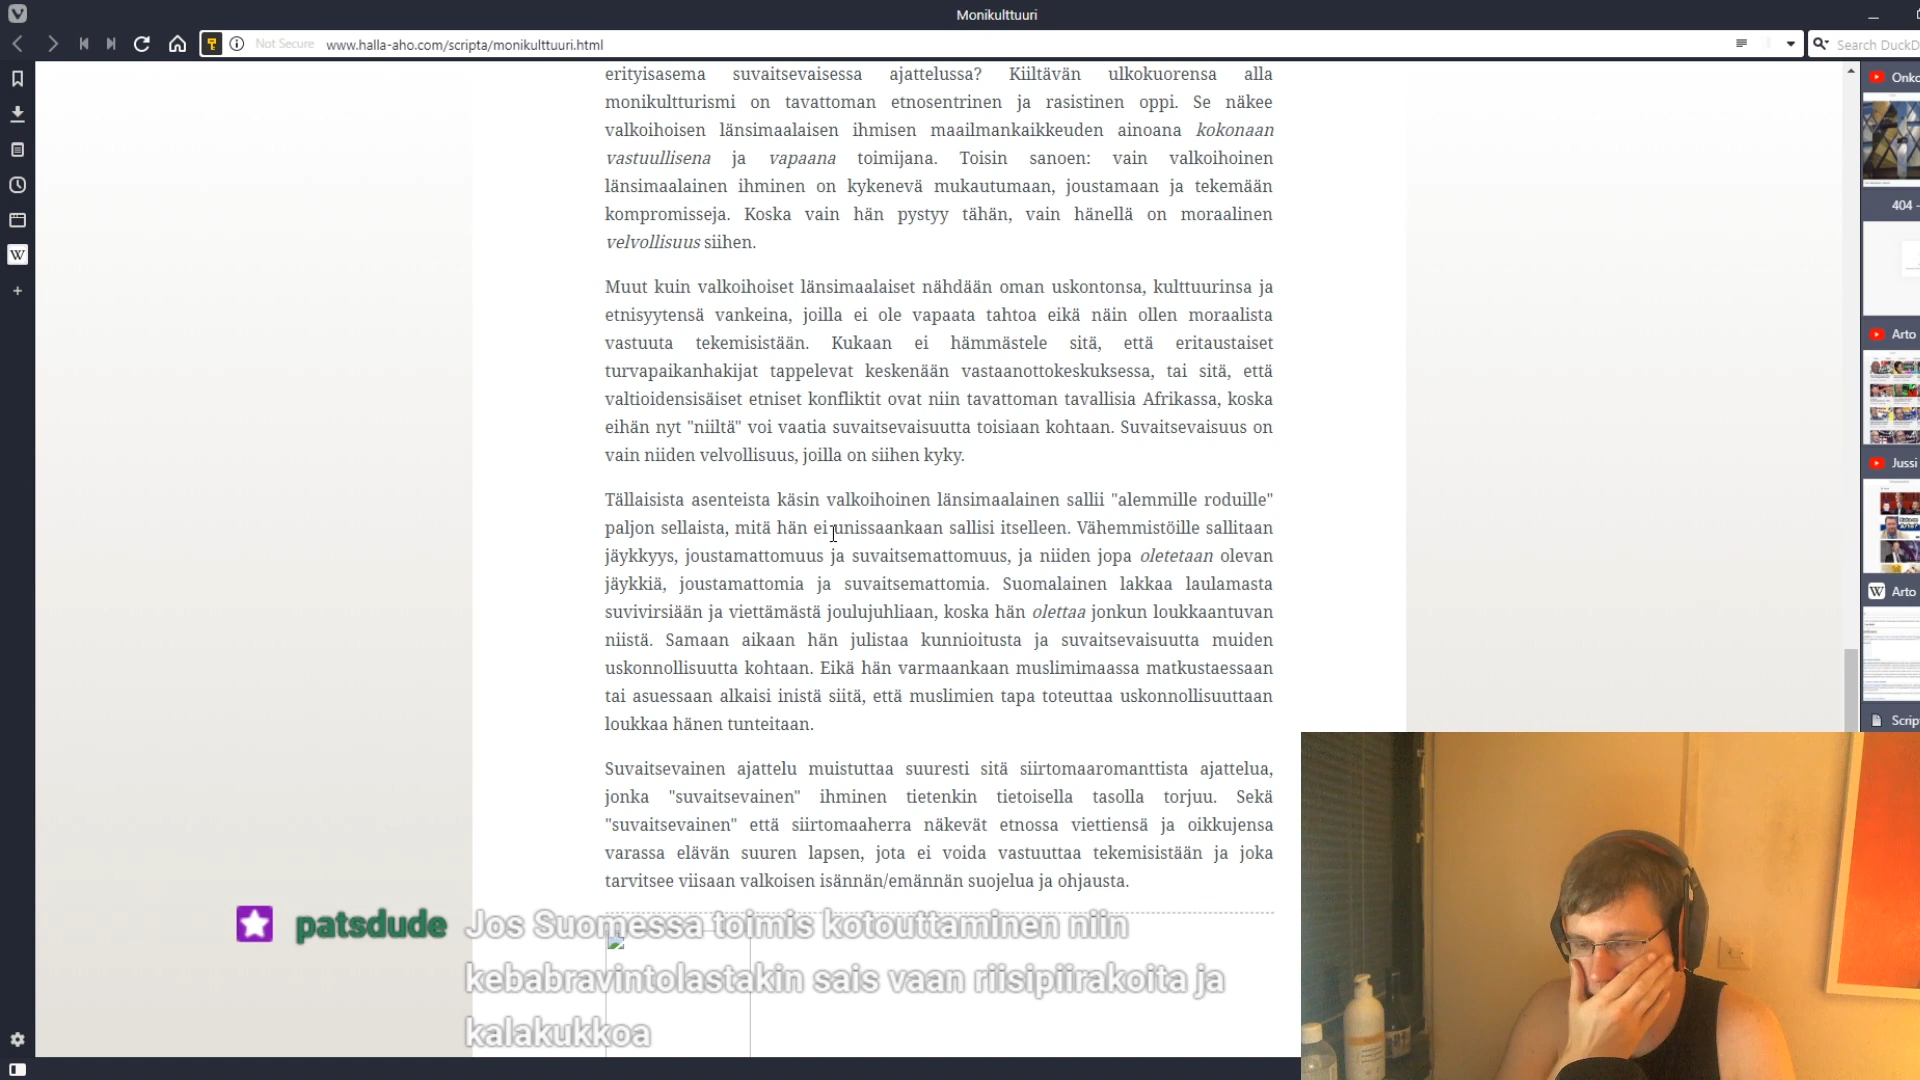 Monikulttuuri
Not Secure www.halla-aho.com/scripta/monikulttuuri.html
Search DuckD
erityisasema suvaitsevaisessa ajattelussa? Kiiltävän ulkokuorensa alla
monikultturismi on tavattoman etnosentrinen ja rasistinen oppi. Se näkee
valkoihoisen länsimaalaisen ihmisen maailmankaikkeuden ainoana kokonaan
vastuullisena ja vapaana toimijana. Toisin sanoen: vain valkoihoinen
länsimaalainen ihminen on kykenevä mukautumaan, joustamaan ja tekemään
kompromisseja. Koska vain hän pystyy tähän, vain hänellä on moraalinen
velvollisuus siihen.
Muut kuin valkoihoiset länsimaalaiset nähdään oman uskontonsa, kulttuurinsa ja
etnisyytensä vankeina, joilla ei ole vapaata tahtoa eikä näin ollen moraalista
vastuuta tekemisistään. Kukaan ei hämmästele sitä, että eritaustaiset
turvapaikanhakijat tappelevat keskenään vastaanottokeskuksessa, tai sitä, että
valtioidensisäiset etniset konfliktit ovat niin tavattoman tavallisia Afrikassa, koska
eihän nyt "niiltä" voi vaatia suvaitsevaisuutta toisiaan kohtaan. Suvaitsevaisuus on
vain niiden velvollisuus, joilla on siihen kyky.
Tällaisista asenteista käsin valkoihoinen länsimaalainen sallii "alemmille roduille"
paljon sellaista, mitä hän ei unissaankaan sallisi itselleen. Vähemmistöille sallitaan
jäykkyys, joustamattomuus ja suvaitsemattomuus, ja niiden jopa oletetaan olevan
jäykkiä, joustamattomia ja suvaitsemattomia. Suomalainen lakkaa laulamasta
suvivirsiään ja viettämästä joulujuhliaan, koska hän olettaa jonkun loukkaantuvan
niistä. Samaan aikaan hän julistaa kunnioitusta ja suvaitsevaisuutta muiden
uskonnollisuutta kohtaan. Eikä hän varmaankaan muslimimaassa matkustaessaan
tai asuessaan alkaisi inistä siitä, että muslimien tapa toteuttaa uskonnollisuuttaan
loukkaa hänen tunteitaan.
Suvaitsevainen ajattelu muistuttaa suuresti sitä siirtomaaromanttista ajattelua,
jonka "suvaitsevainen" ihminen tietenkin tietoisella tasolla torjuu. Sekä
"suvaitsevainen" että siirtomaaherra näkevät etnossa viettiensä ja oikkujensa
varassa elävän suuren lapsen, jota ei voida vastuuttaa tekemisistään ja joka
tarvitsee viisaan valkoisen isännän/emännän suojelua ja ohjausta.
patsdude Jos Suomessa toimis kotouttaminen niin
kebabravintolastakin sais vaan riisipiirakoita ja
kalakukkoa
Onko
404 -
Arto
Jussi
W Arto
Scrip